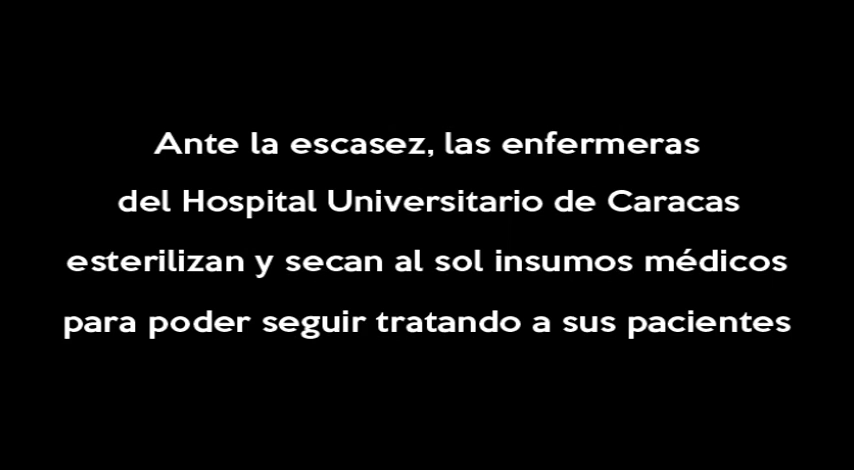 Ante la escasez, las enfermeras
del Hospital Universitario de Caracas
esterilizan y secan al sol insumos médicos
para poder seguir tratando a sus pacientes